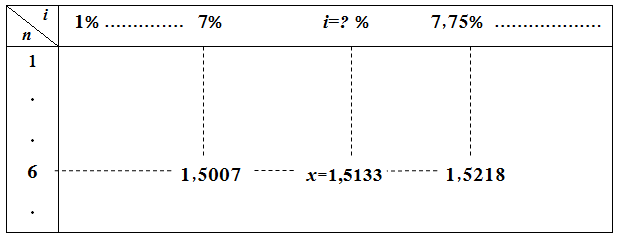 i
n
1% .............. 7% i=? % 7,75% ...................
1
.
.
6 1,5007 x=1,5133 1,5218
.